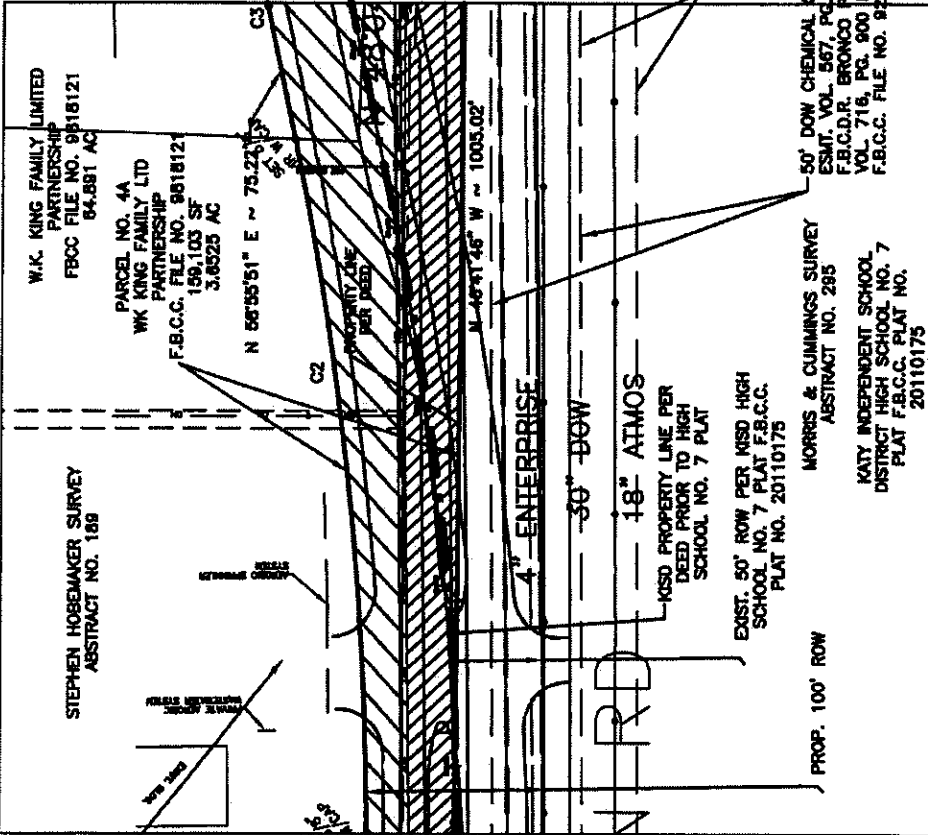 STEPHEN HOBEMAKER SURVEY
ABSTRACT NO. 189
W.K. KING FAMILY LIMITED
PARTNERSHIP
FBCC FILE NO. 9818121
54.891 AC
PARCEL NO. 4A
WK KING FAMILY LTD
PARTNERSHIP
F.B.C.C. FILE NO. 9818121
159,103 SF
3.6525 AC
N 56°55'51" E ~ 75.22'
C3
C2
PROPERTY LINE
PER DEED
N 46°41'46" W ~ 1005.02'
4" ENTERPRISE
30" DOW
18" ATMOS
RD
KISD PROPERTY LINE PER
DEED PRIOR TO HIGH
SCHOOL NO. 7 PLAT
EXIST. 50' ROW PER KISD HIGH
SCHOOL NO. 7 PLAT F.B.C.C.
PLAT NO. 20110175
PROP. 100' ROW
MORRIS & CUMMINGS SURVEY
ABSTRACT NO. 295
KATY INDEPENDENT SCHOOL
DISTRICT HIGH SCHOOL NO. 7
PLAT F.B.C.C. PLAT NO.
20110175
50' DOW CHEMICAL
ESMT. VOL. 567, PG.
F.B.C.D.R. BRONCO
VOL. 716, PG. 900
F.B.C.C. FILE NO. 92